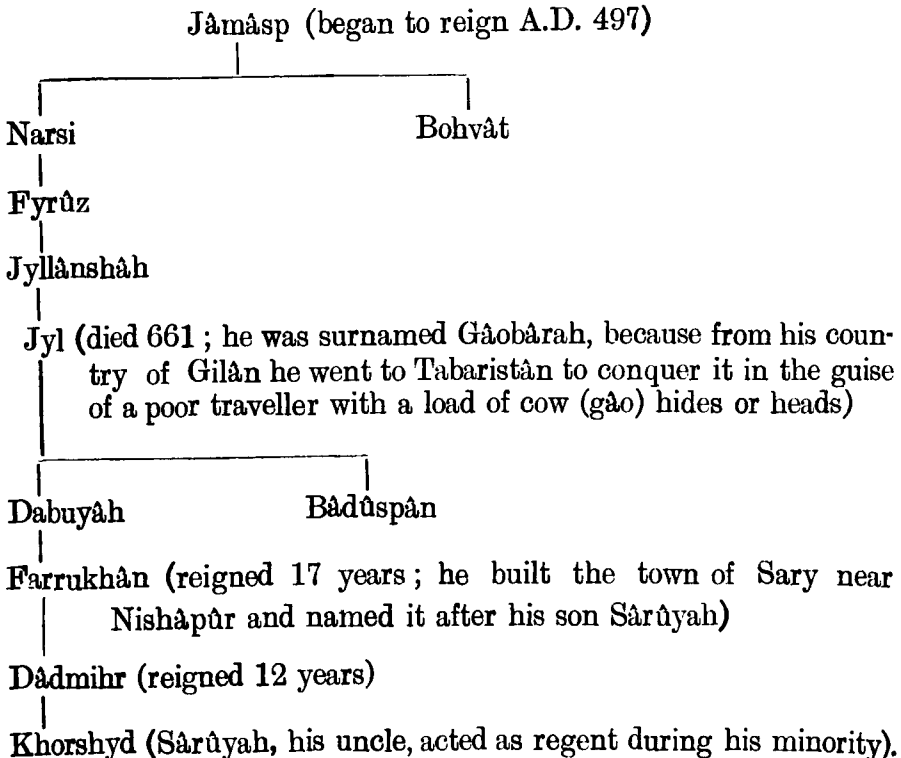 Jâmâsp (began to reign A.D. 497)
Narsi Bohvât
Fyrûz
Jyllânshâh
Jyl (died 661 ; he was surnamed Gâobârah, because from his coun-
try of Gilân he went to Tabaristân to conquer it in the guise
of a poor traveller with a load of cow (gâo) hides or heads)
Dabuyâh Bâdûspân
Farrukhân (reigned 17 years ; he built the town of Sary near
Nishâpûr and named it after his son Sârûyah)
Dâdmihr (reigned 12 years)
Khorshyd (Sârûyah, his uncle, acted as regent during his minority).